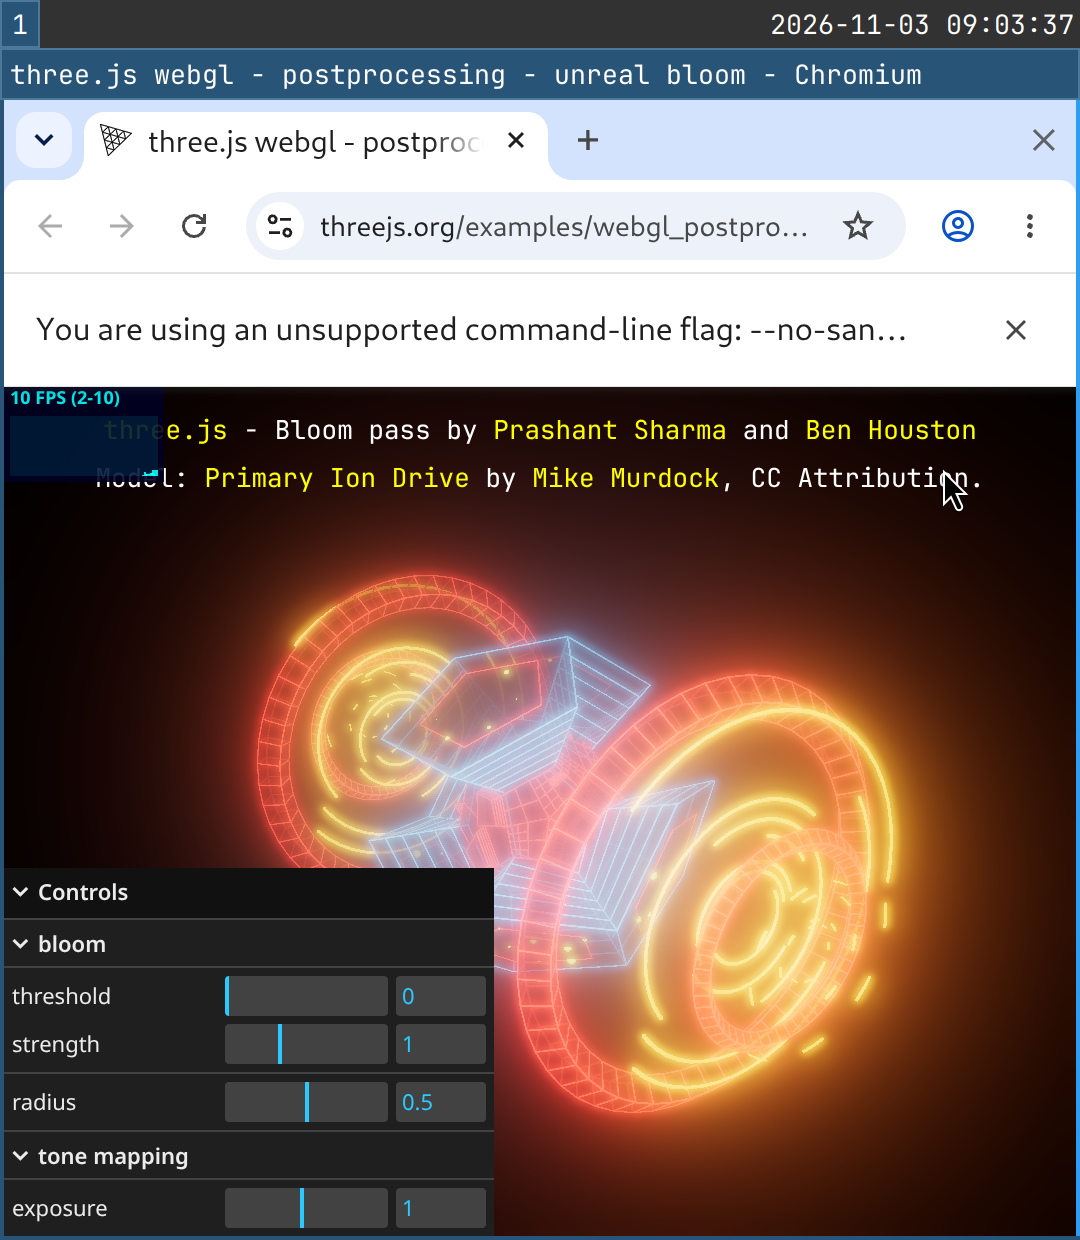 1 2026-11-03 09:03:37
three.js webgl - postprocessing - unreal bloom - Chromium
three.js webgl - postproc
threejs.org/examples/webgl_postpro…
You are using an unsupported command-line flag: --no-san…
10 FPS (2-10)
three.js - Bloom pass by Prashant Sharma and Ben Houston
Model: Primary Ion Drive by Mike Murdock, CC Attribution.
Controls
bloom
threshold 0
strength 1
radius 0.5
tone mapping
exposure 1